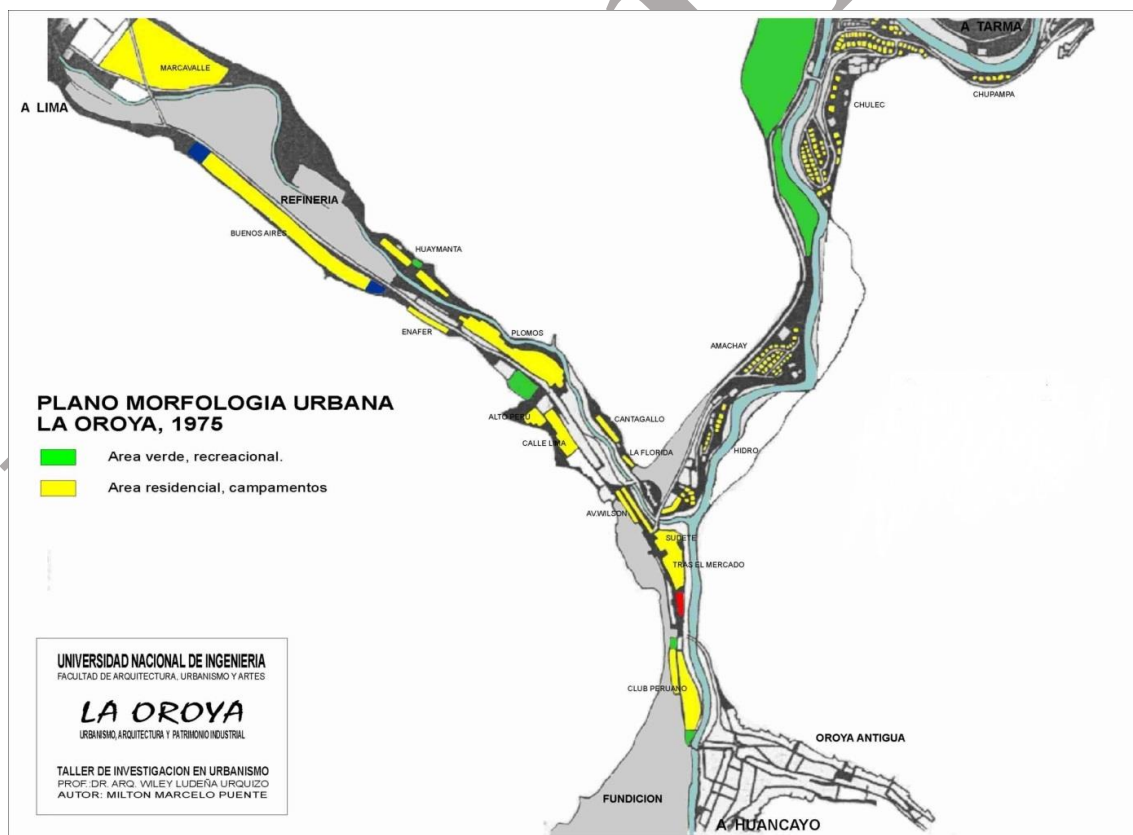 A TARMA
MARCAVALLE
CHUPAMPA
CHULEC
A LIMA
REFINERIA
BUENOS AIRES
HUAYMANTA
ENAFER
PLOMOS
AMACHAY
PLANO MORFOLOGIA URBANA
LA OROYA, 1975
ALTO PERU
CANTAGALLO
CALLE LIMA
LA FLORIDA
HIDRO
Area verde, recreacional.
Area residencial, campamentos
AV.WILSON
SUDETE
TRAS EL MERCADO
CLUB PERUANO
OROYA ANTIGUA
FUNDICION
A HUANCAYO
UNIVERSIDAD NACIONAL DE INGENIERIA
FACULTAD DE ARQUITECTURA, URBANISMO Y ARTES
LA OROYA
URBANISMO, ARQUITECTURA Y PATRIMONIO INDUSTRIAL
TALLER DE INVESTIGACION EN URBANISMO
PROF.:DR. ARQ. WILEY LUDEÑA URQUIZO
AUTOR: MILTON MARCELO PUENTE